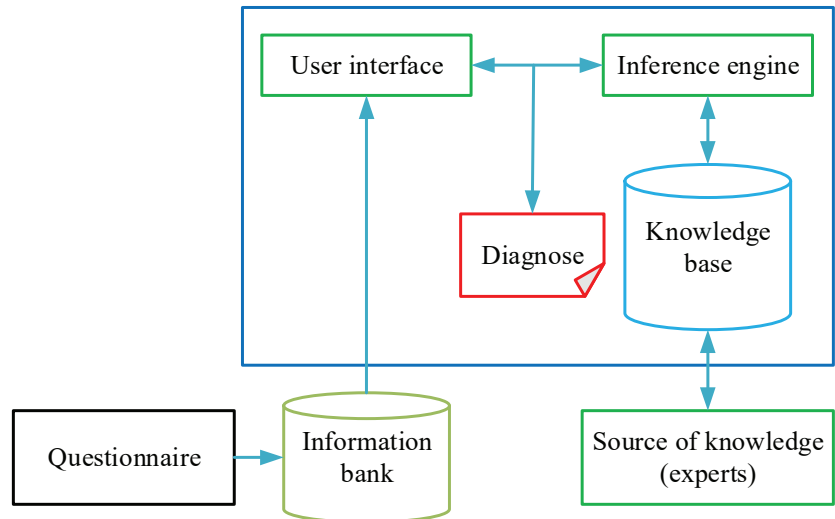 User interface
Inference engine
Diagnose
Knowledge
base
Questionnaire
Information
bank
Source of knowledge
(experts)